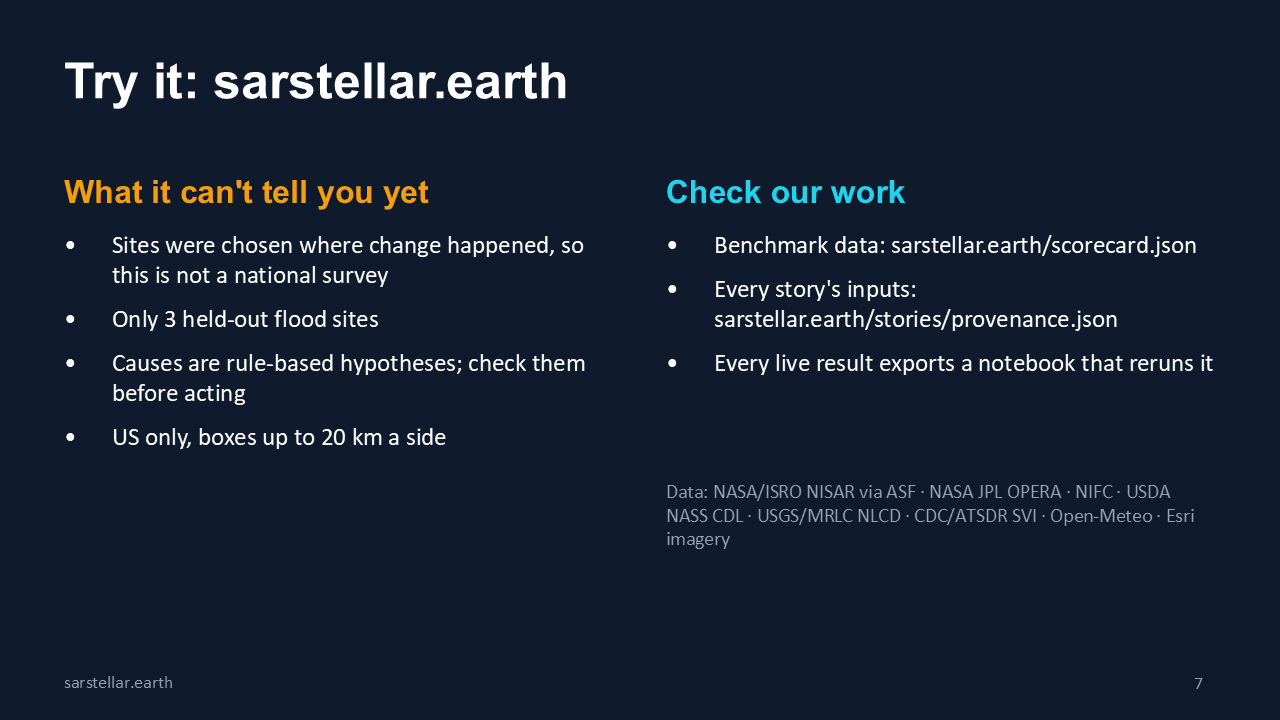 Try it: sarstellar.earth
What it can't tell you yet
• Sites were chosen where change happened, so
this is not a national survey
• Only 3 held-out flood sites
• Causes are rule-based hypotheses; check them
before acting
• US only, boxes up to 20 km a side
Check our work
• Benchmark data: sarstellar.earth/scorecard.json
• Every story's inputs:
sarstellar.earth/stories/provenance.json
• Every live result exports a notebook that reruns it
Data: NASA/ISRO NISAR via ASF · NASA JPL OPERA · NIFC · USDA
NASS CDL · USGS/MRLC NLCD · CDC/ATSDR SVI · Open-Meteo · Esri
imagery
sarstellar.earth
7